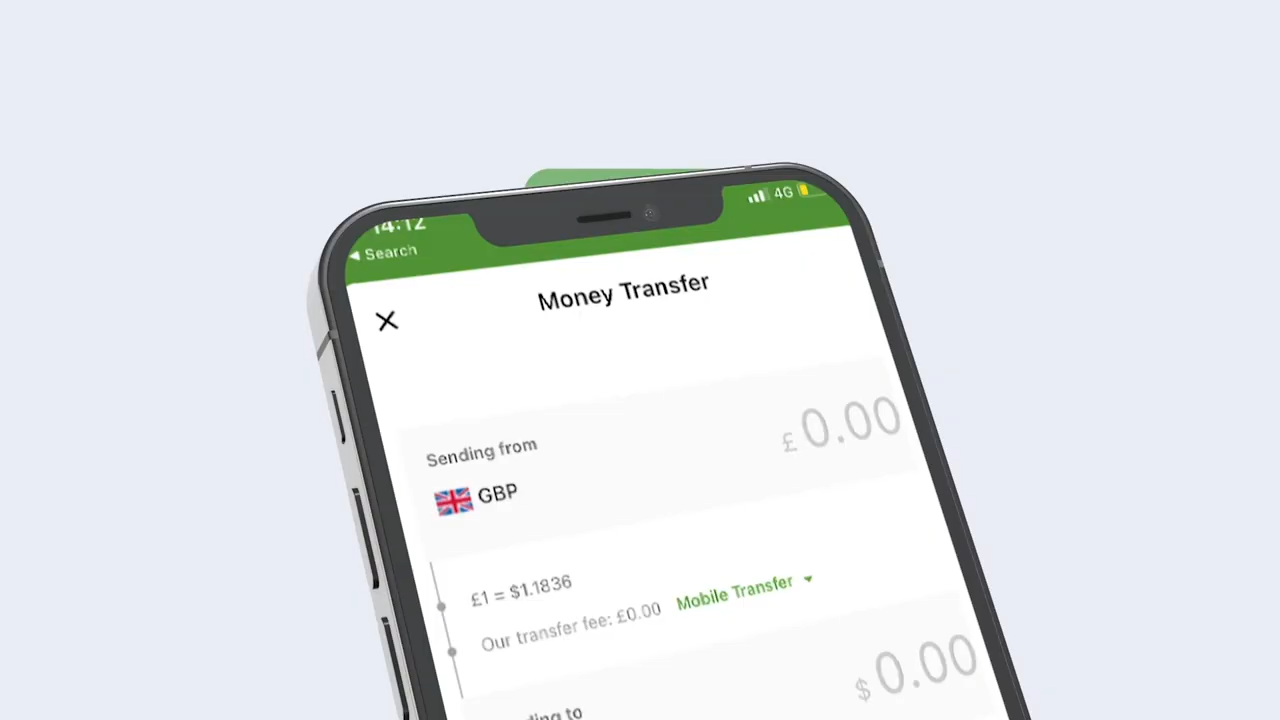 14:12
4G
◀ Search
Money Transfer
Sending from
£0.00
GBP
£1 = $1.1836
Our transfer fee: £0.00 Mobile Transfer
$0.00
to